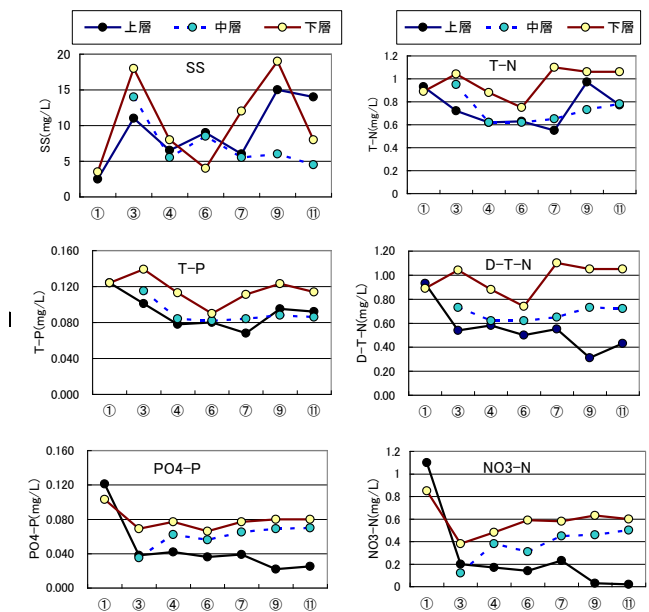 上層 中層 下層
上層 中層 下層
SS
SS(mg/L)
20
15
10
5
0
① ③ ④ ⑥ ⑦ ⑨ ⑪
T-N
T-N(mg/L)
1.2
1
0.8
0.6
0.4
0.2
0
① ③ ④ ⑥ ⑦ ⑨ ⑪
T-P
T-P(mg/L)
0.160
0.120
0.080
0.040
0.000
① ③ ④ ⑥ ⑦ ⑨ ⑪
D-T-N
D-T-N(mg/L)
1.20
1.00
0.80
0.60
0.40
0.20
0.00
① ③ ④ ⑥ ⑦ ⑨ ⑪
PO4-P
PO4-P(mg/L)
0.160
0.120
0.080
0.040
0.000
① ③ ④ ⑥ ⑦ ⑨ ⑪
NO3-N
NO3-N(mg/L)
1.2
1
0.8
0.6
0.4
0.2
0
① ③ ④ ⑥ ⑦ ⑨ ⑪